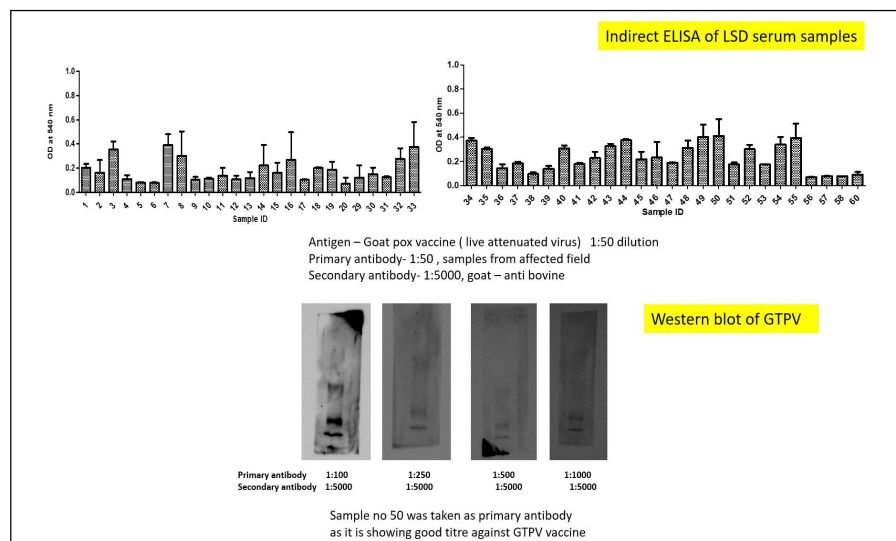 Indirect ELISA of LSD serum samples
OD at 540 nm
1.0
0.8
0.6
0.4
0.2
0.0
1 2 3 4 5 6 7 8 9 10 11 12 13 14 15 16 17 18 19 20 29 30 31 32 33
Sample ID
OD at 540 nm
1.0
0.8
0.6
0.4
0.2
0.0
34 35 36 37 38 39 40 41 42 43 44 45 46 47 48 49 50 51 52 53 54 55 56 57 58 60
Sample ID
Antigen – Goat pox vaccine ( live attenuated virus) 1:50 dilution
Primary antibody- 1:50 , samples from affected field
Secondary antibody- 1:5000, goat – anti bovine
Western blot of GTPV
Primary antibody 1:100 1:250 1:500 1:1000
Secondary antibody 1:5000 1:5000 1:5000 1:5000
Sample no 50 was taken as primary antibody
as it is showing good titre against GTPV vaccine